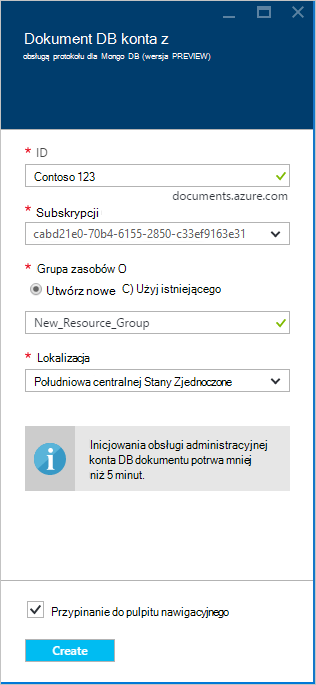 Dokument DB konta z
obsługą protokołu dla Mongo DB (wersja PREVIEW)
* ID
Contoso 123
documents.azure.com
* Subskrypcji
cabd21e0-70b4-6155-2850-c33ef9163e31
* Grupa zasobów O
Utwórz nowe C) Użyj istniejącego
New_Resource_Group
* Lokalizacja
Południowa centralnej Stany Zjednoczone
Inicjowania obsługi administracyjnej
konta DB dokumentu potrwa mniej
niż 5 minut.
Przypinanie do pulpitu nawigacyjnego
Create